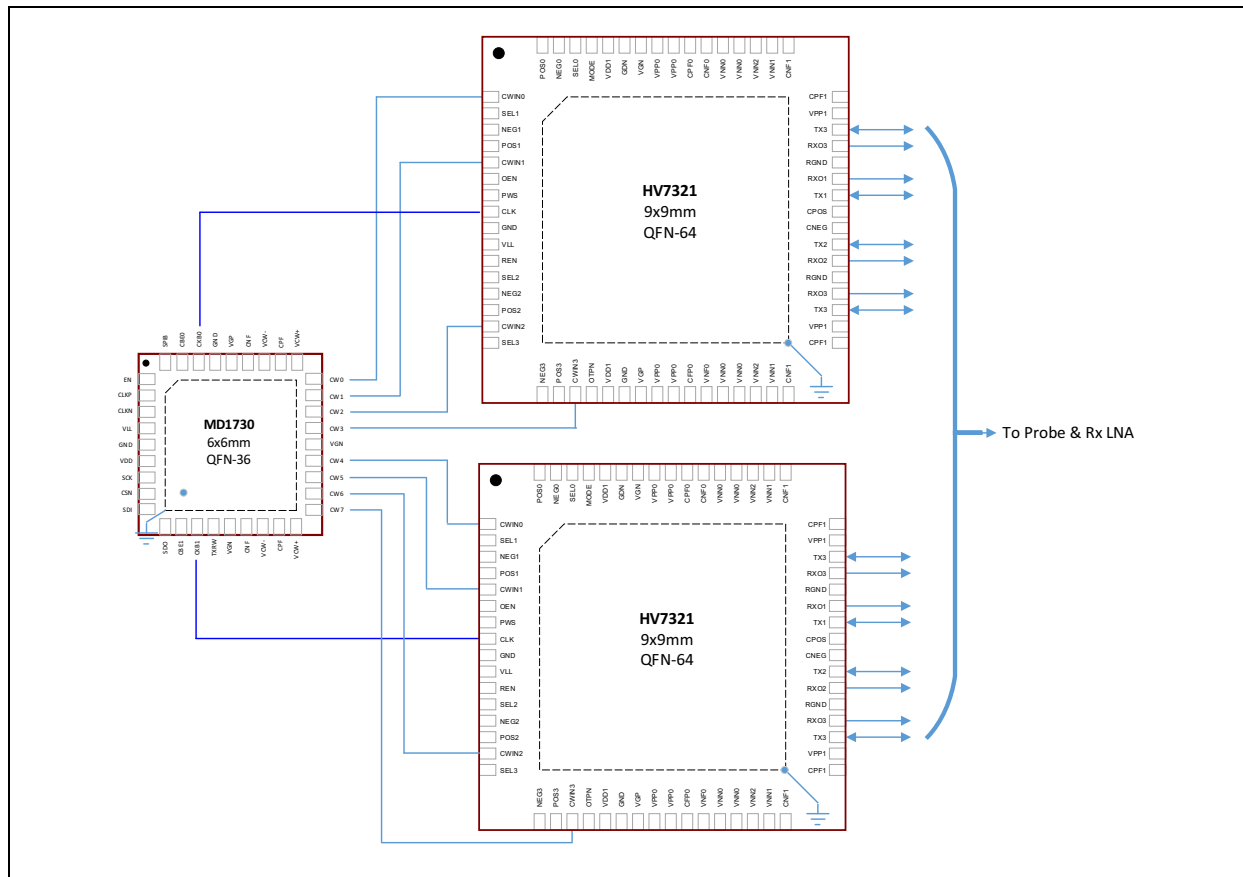 POS0 NEG0 SEL0 MODE VDD1 GDN VGN VPP0 VPP0 CPF0 CNF0 VNN0 VNN0 VNN2 VNN1 CNF1
CWIN0
SEL1
NEG1
POS1
CWIN1
OEN
PWS
CLK
GND
VLL
REN
SEL2
NEG2
POS2
CWIN2
SEL3
HV7321
9x9mm
QFN-64
CPF1
VPP1
TX3
RXO3
RGND
RXO1
TX1
CPOS
CNEG
TX2
RXO2
RGND
RXO3
TX3
VPP1
CPF1
NEG3 POS3 CWIN3 OTPN VDD1 GND VGP VPP0 VPP0 CFP0 VNF0 VNN0 VNN0 VNN2 VNN1 CNF1
SPIB CBE0 CKB0 GND VGP CNF VCW- CPF VCW+
EN
CLKP
CLKN
VLL
GND
VDD
SCK
CSN
SDI
MD1730
6x6mm
QFN-36
CW0
CW1
CW2
CW3
VGN
CW4
CW5
CW6
CW7
SDO CBE1 CKB1 TXRW VGN CNF VCW- CPF VCW+
To Probe & Rx LNA
POS0 NEG0 SEL0 MODE VDD1 GDN VGN VPP0 VPP0 CPF0 CNF0 VNN0 VNN0 VNN2 VNN1 CNF1
CWIN0
SEL1
NEG1
POS1
CWIN1
OEN
PWS
CLK
GND
VLL
REN
SEL2
NEG2
POS2
CWIN2
SEL3
HV7321
9x9mm
QFN-64
CPF1
VPP1
TX3
RXO3
RGND
RXO1
TX1
CPOS
CNEG
TX2
RXO2
RGND
RXO3
TX3
VPP1
CPF1
NEG3 POS3 CWIN3 OTPN VDD1 GND VGP VPP0 VPP0 CFP0 VNF0 VNN0 VNN0 VNN2 VNN1 CNF1